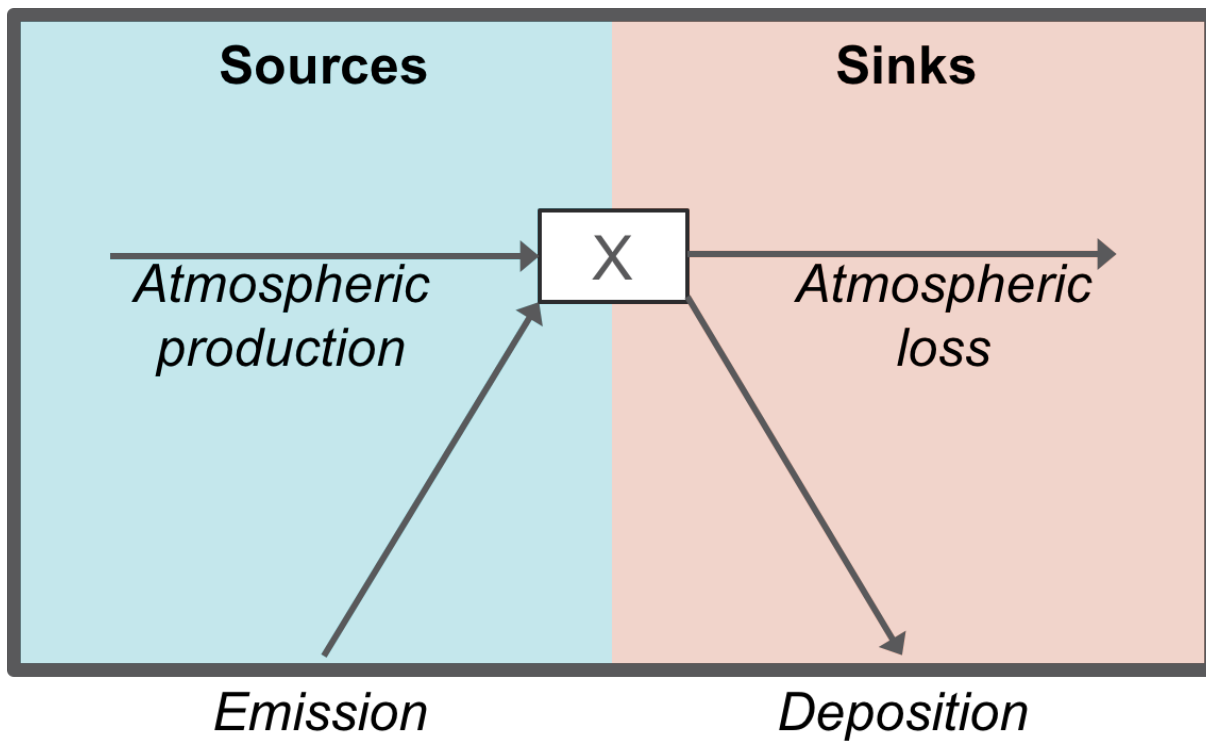 Sources
Sinks
X
Atmospheric
production
Atmospheric
loss
Emission
Deposition